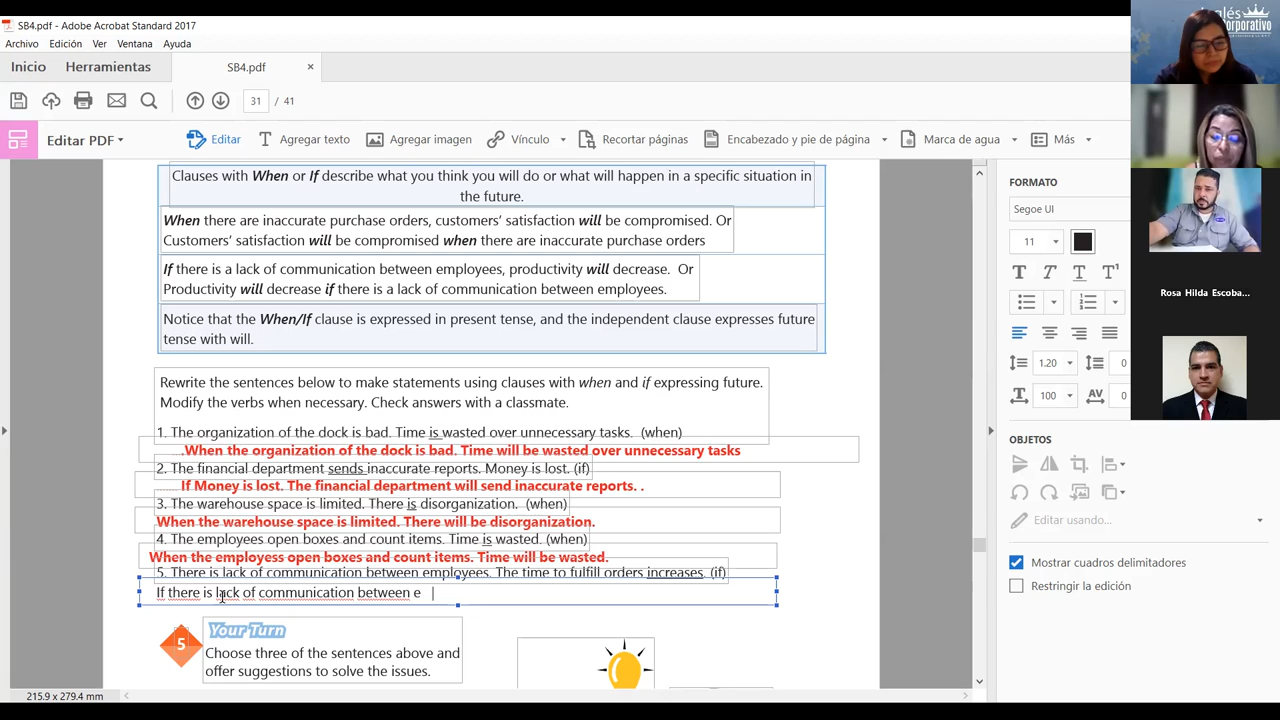 SB4.pdf - Adobe Acrobat Standard 2017
Archivo Edición Ver Ventana Ayuda
Inicio Herramientas SB4.pdf ×
31 / 41
Editar PDF Editar Agregar texto Agregar imagen Vínculo Recortar páginas Encabezado y pie de página Marca de agua Más
Clauses with When or If describe what you think you will do or what will happen in a specific situation in
the future.
When there are inaccurate purchase orders, customers' satisfaction will be compromised. Or
Customers' satisfaction will be compromised when there are inaccurate purchase orders
If there is a lack of communication between employees, productivity will decrease. Or
Productivity will decrease if there is a lack of communication between employees.
Notice that the When/If clause is expressed in present tense, and the independent clause expresses future
tense with will.
Rewrite the sentences below to make statements using clauses with when and if expressing future.
Modify the verbs when necessary. Check answers with a classmate.
1. The organization of the dock is bad. Time is wasted over unnecessary tasks. (when)
.When the organization of the dock is bad. Time will be wasted over unnecessary tasks
2. The financial department sends inaccurate reports. Money is lost. (if)
If Money is lost. The financial department will send inaccurate reports. .
3. The warehouse space is limited. There is disorganization. (when)
When the warehouse space is limited. There will be disorganization.
4. The employees open boxes and count items. Time is wasted. (when)
When the employess open boxes and count items. Time will be wasted.
5. There is lack of communication between employees. The time to fulfill orders increases. (if)
If there is lack of communication between e
5 Your Turn
Choose three of the sentences above and
offer suggestions to solve the issues.
215.9 x 279.4 mm
FORMATO
Segoe UI
11
T T T T¹
1.20 0
100 AV 0
OBJETOS
Editar usando...
Mostrar cuadros delimitadores
Restringir la edición
Inglés
Corporativo
Rosa Hilda Escoba...